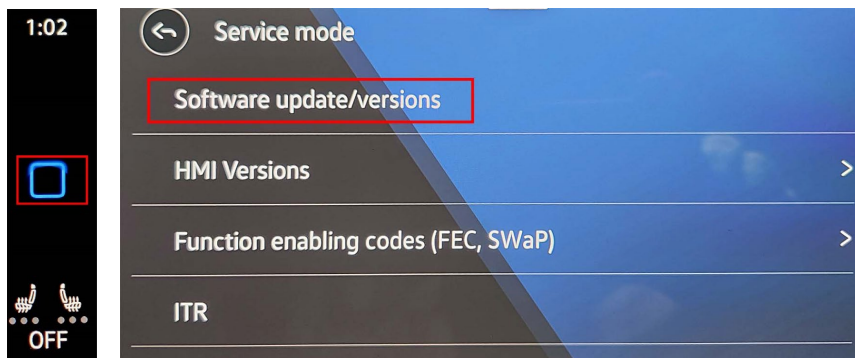 1:02
OFF
Service mode
Software update/versions
HMI Versions
Function enabling codes (FEC, SWaP)
ITR